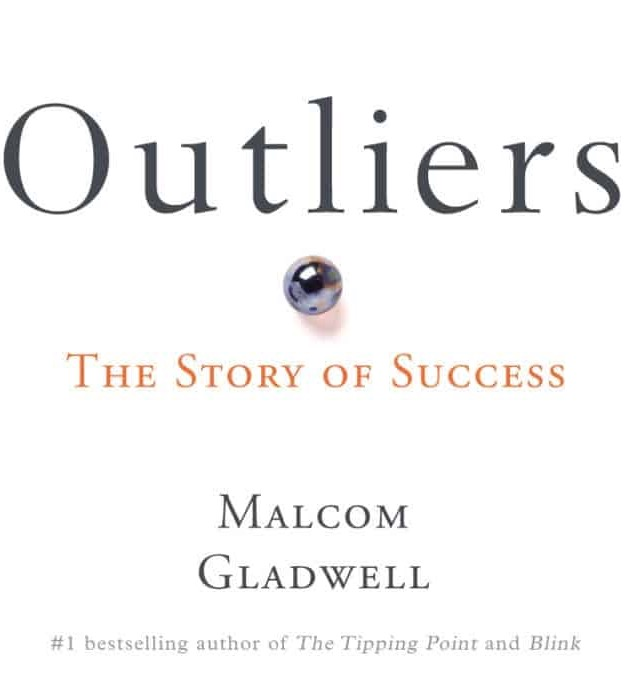 Outliers
The Story of Success
Malcom
Gladwell
#1 bestselling author of The Tipping Point and Blink